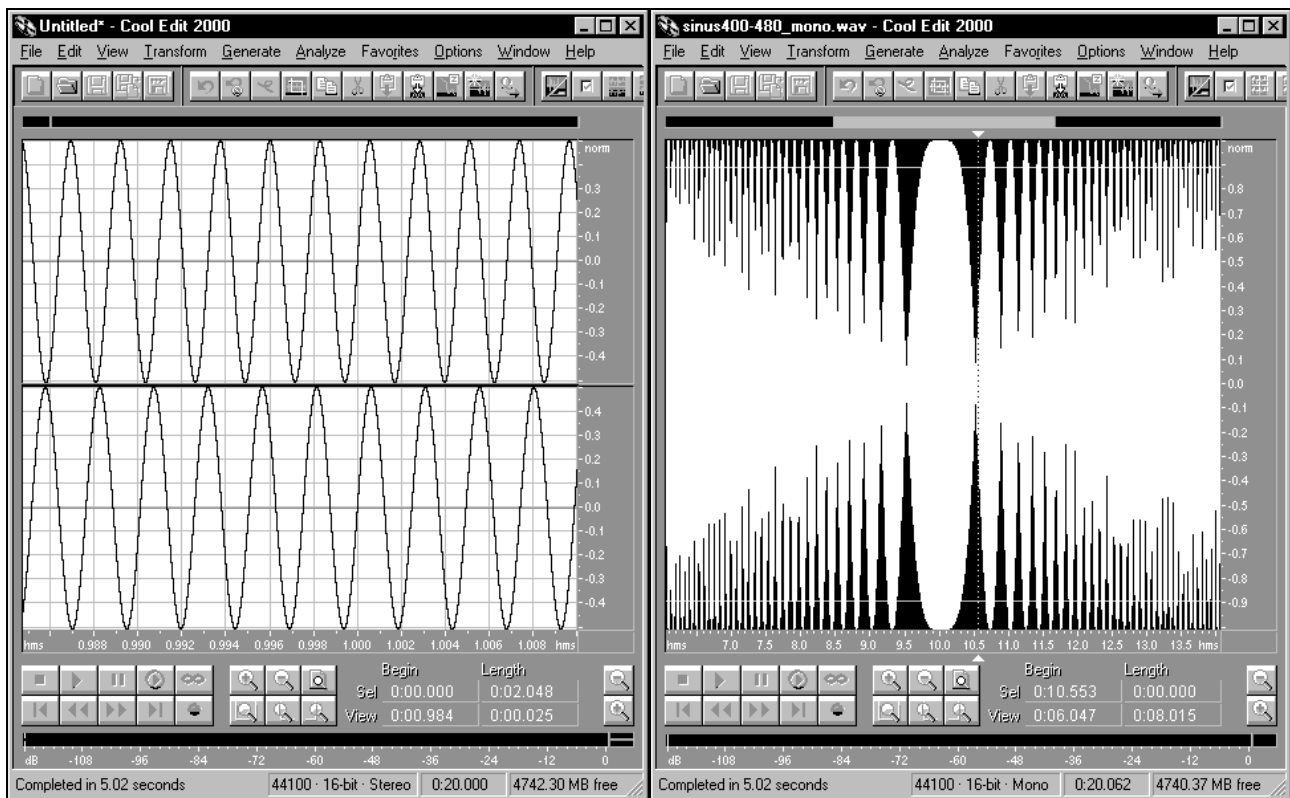 Untitled* - Cool Edit 2000
File Edit View Transform Generate Analyze Favorites Options Window Help
norm
0.3
0.2
0.1
0.0
-0.1
-0.2
-0.3
-0.4
0.4
0.3
0.2
0.1
0.0
-0.1
-0.2
-0.3
-0.4
hms 0.988 0.990 0.992 0.994 0.996 0.998 1.000 1.002 1.004 1.006 1.008 hms
Begin Length
Sel 0:00.000 0:02.048
View 0:00.984 0:00.025
dB -108 -96 -84 -72 -60 -48 -36 -24 -12 0
Completed in 5.02 seconds 44100 · 16-bit · Stereo 0:20.000 4742.30 MB free
sinus400-480_mono.wav - Cool Edit 2000
File Edit View Transform Generate Analyze Favorites Options Window Help
norm
0.8
0.7
0.6
0.5
0.4
0.3
0.2
0.1
0.0
-0.1
-0.2
-0.3
-0.4
-0.5
-0.6
-0.7
-0.8
-0.9
hms 7.0 7.5 8.0 8.5 9.0 9.5 10.0 10.5 11.0 11.5 12.0 12.5 13.0 13.5 hms
Begin Length
Sel 0:10.553 0:00.000
View 0:06.047 0:08.015
dB -108 -96 -84 -72 -60 -48 -36 -24 -12 0
Completed in 5.02 seconds 44100 · 16-bit · Mono 0:20.062 4740.37 MB free